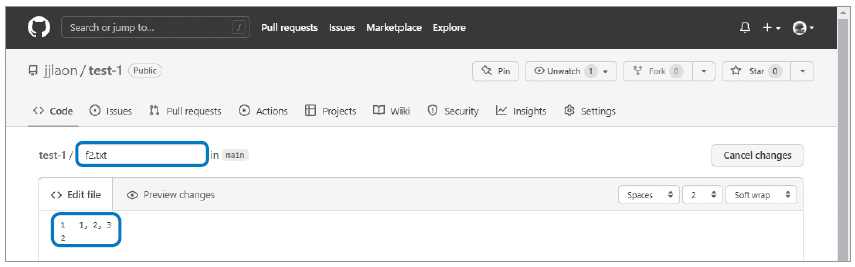 Search or jump to... / Pull requests Issues Marketplace Explore
jjlaon / test-1 Public Pin Unwatch 1 Fork 0 Star 0
Code Issues Pull requests Actions Projects Wiki Security Insights Settings
test-1 / f2.txt in main Cancel changes
Edit file Preview changes Spaces 2 Soft wrap
1 1, 2, 3
2